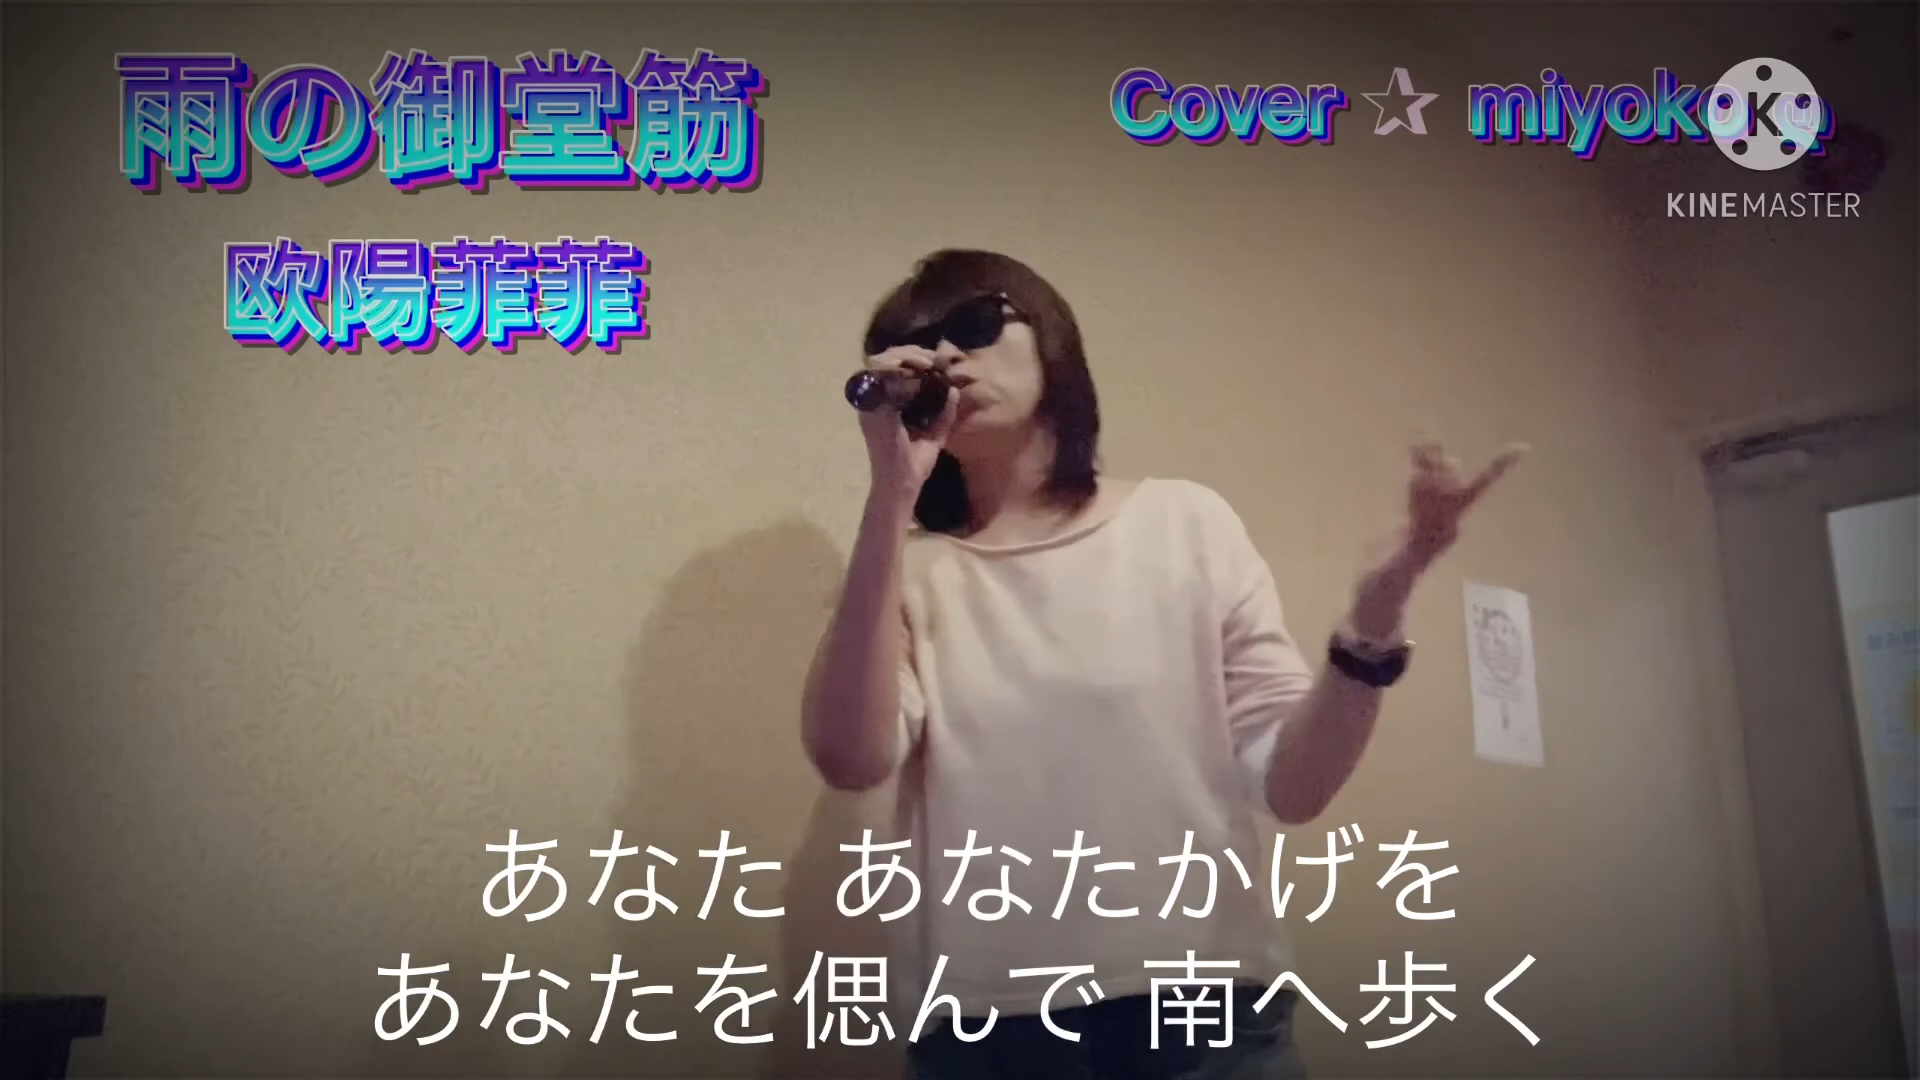 雨の御堂筋
Cover ☆ miyoko
欧陽菲菲
KINEMASTER
あなた あなたかげを
あなたを偲んで 南へ歩く